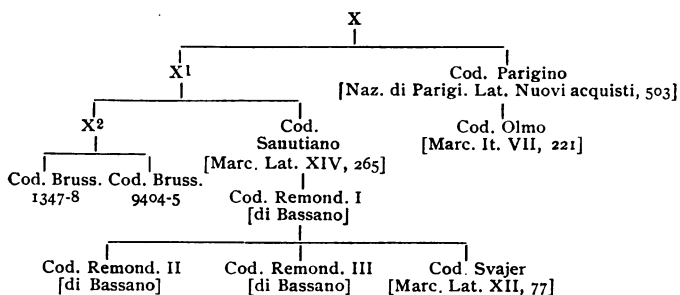 X
X1
Cod. Parigino
[Naz. di Parigi. Lat. Nuovi acquisti, 503]
X2
Cod.
Sanutiano
[Marc. Lat. XIV, 265]
Cod. Olmo
[Marc. It. VII, 221]
Cod. Bruss. Cod. Bruss.
1347-8 9404-5
Cod. Remond. I
[di Bassano]
Cod. Remond. II Cod. Remond. III Cod. Svajer
[di Bassano] [di Bassano] [Marc. Lat. XII, 77]